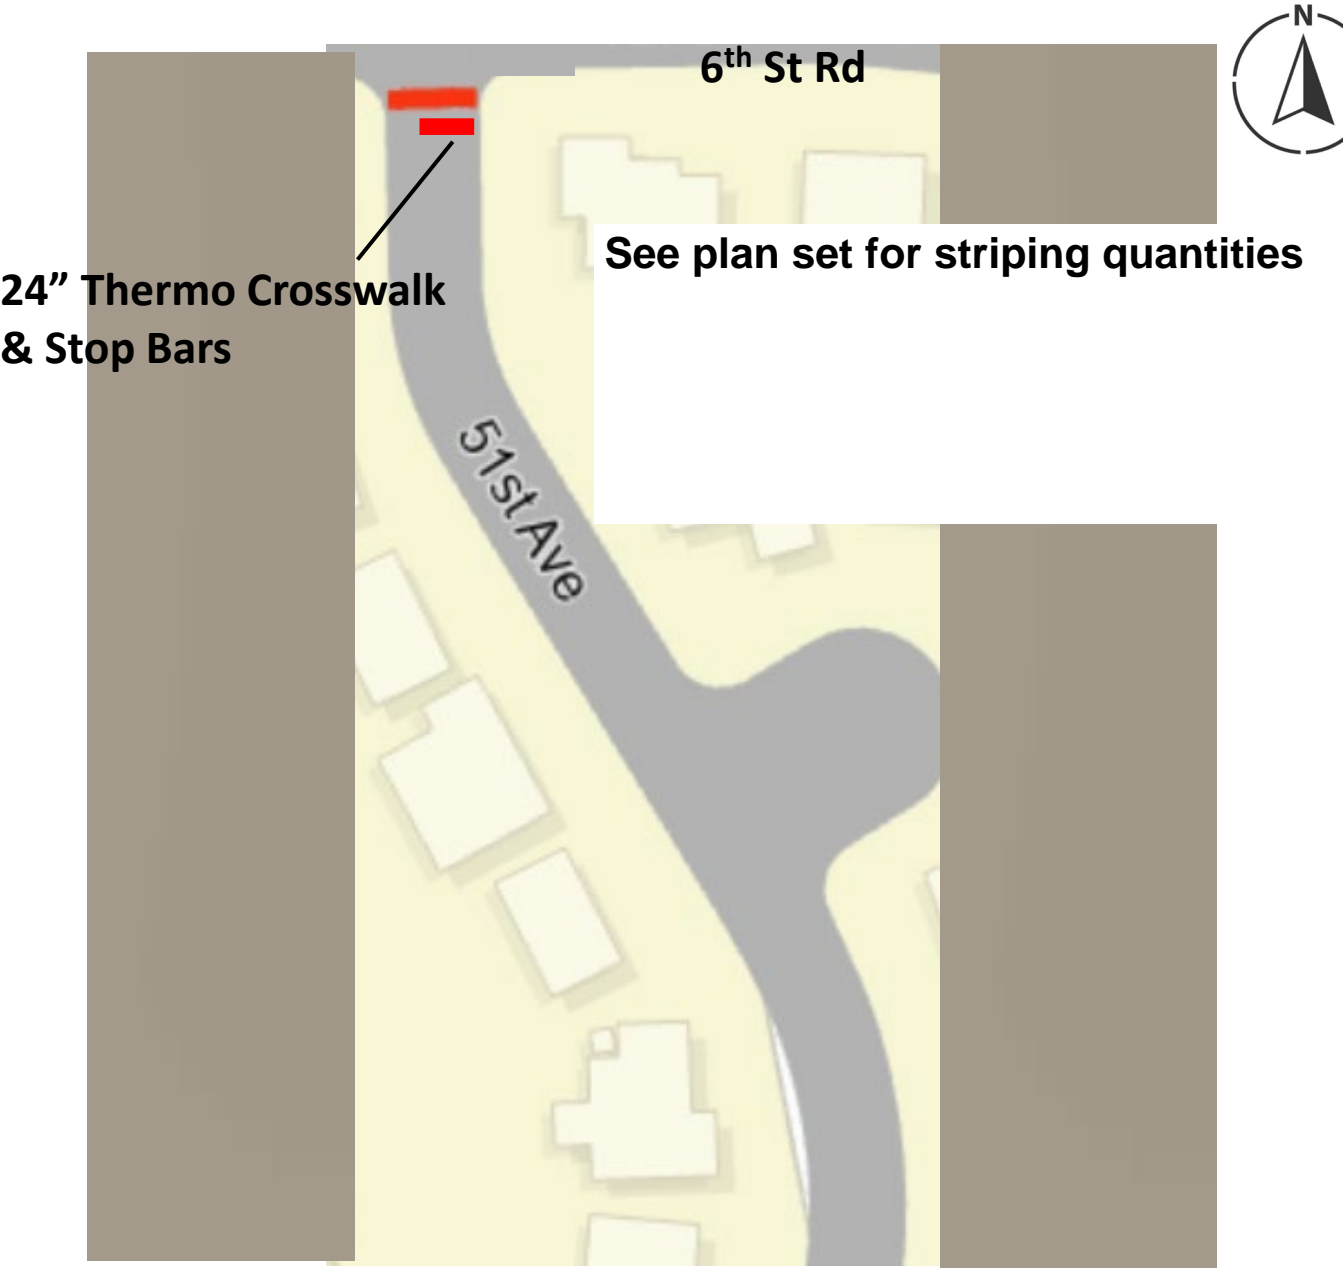 N
6th St Rd
See plan set for striping quantities
24” Thermo Crosswalk
& Stop Bars
51st Ave